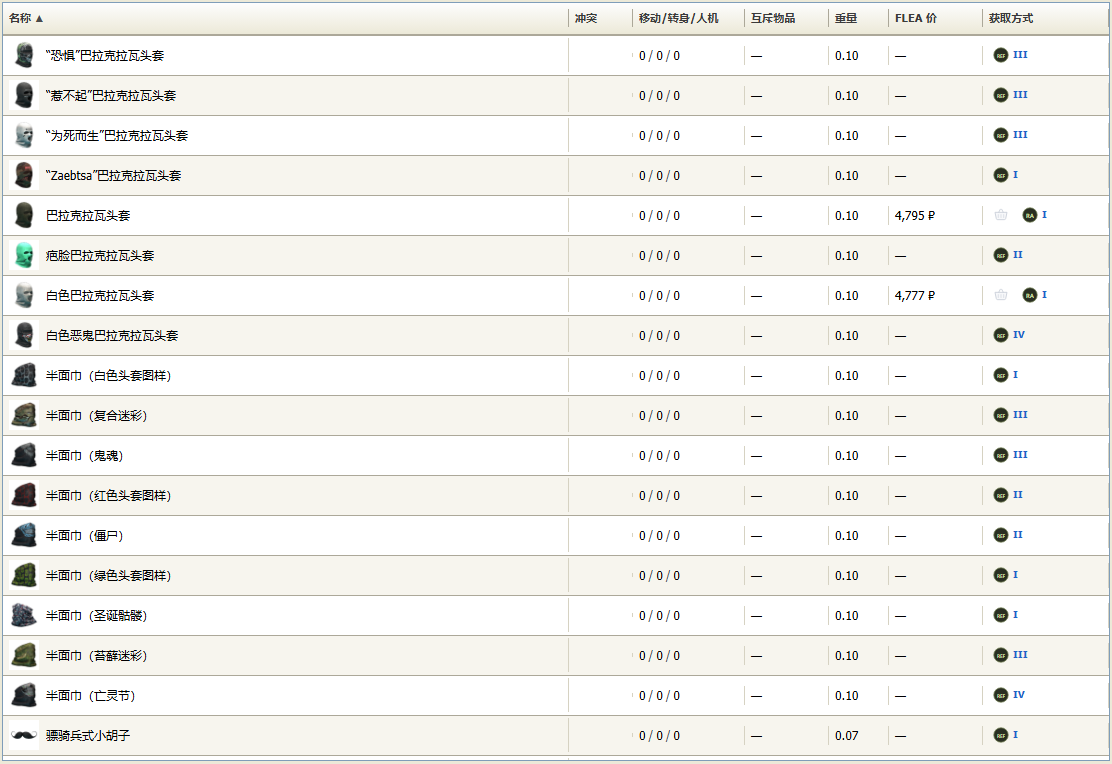 名称 ▲ 冲突 移动/转身/人机 互斥物品 重量 FLEA 价 获取方式
“恐惧”巴拉克拉瓦头套 0 / 0 / 0 — 0.10 — REF III
“惹不起”巴拉克拉瓦头套 0 / 0 / 0 — 0.10 — REF III
“为死而生”巴拉克拉瓦头套 0 / 0 / 0 — 0.10 — REF III
“Zaebtsa”巴拉克拉瓦头套 0 / 0 / 0 — 0.10 — REF I
巴拉克拉瓦头套 0 / 0 / 0 — 0.10 4,795 ₽ RA I
疤脸巴拉克拉瓦头套 0 / 0 / 0 — 0.10 — REF II
白色巴拉克拉瓦头套 0 / 0 / 0 — 0.10 4,777 ₽ RA I
白色恶鬼巴拉克拉瓦头套 0 / 0 / 0 — 0.10 — REF IV
半面巾（白色头套图样） 0 / 0 / 0 — 0.10 — REF I
半面巾（复合迷彩） 0 / 0 / 0 — 0.10 — REF III
半面巾（鬼魂） 0 / 0 / 0 — 0.10 — REF III
半面巾（红色头套图样） 0 / 0 / 0 — 0.10 — REF II
半面巾（僵尸） 0 / 0 / 0 — 0.10 — REF II
半面巾（绿色头套图样） 0 / 0 / 0 — 0.10 — REF I
半面巾（圣诞骷髅） 0 / 0 / 0 — 0.10 — REF I
半面巾（苔藓迷彩） 0 / 0 / 0 — 0.10 — REF III
半面巾（亡灵节） 0 / 0 / 0 — 0.10 — REF IV
骠骑兵式小胡子 0 / 0 / 0 — 0.07 — REF I